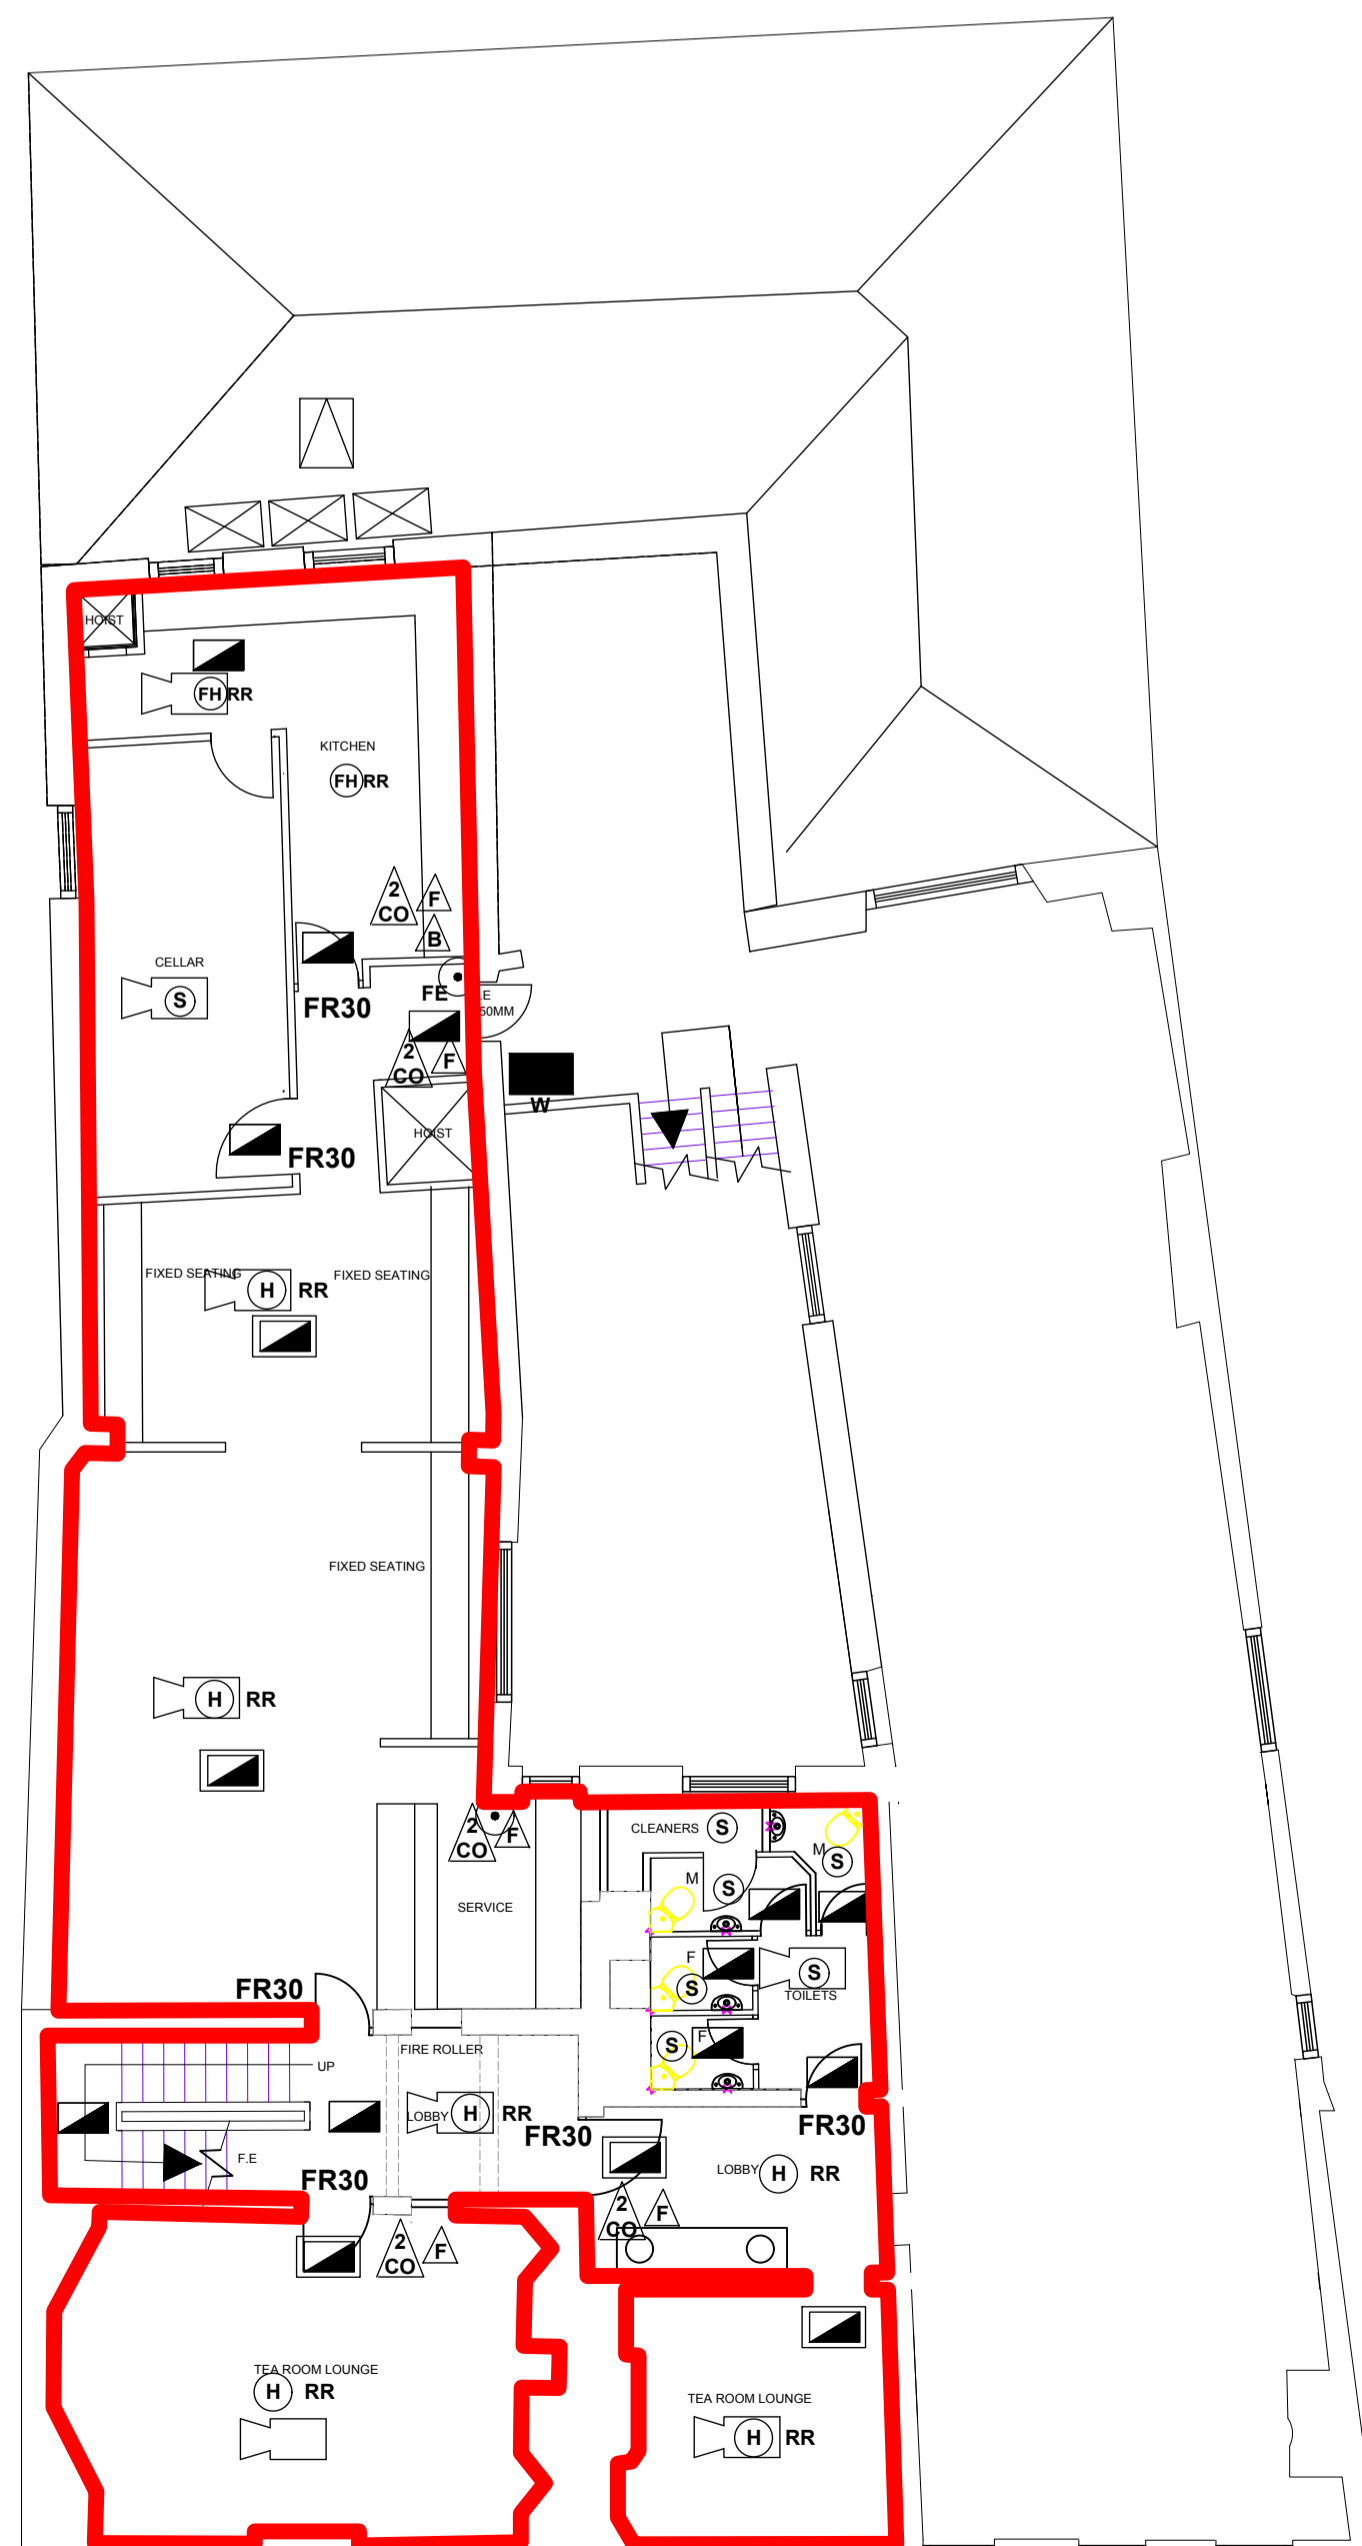 HOIST
FH RR
KITCHEN
FH RR
2
CO
F
B
CELLAR
S
FR30
FE
.E
50MM
2
CO
F
W
HOIST
FR30
FIXED SEATING
FIXED SEATING
H RR
FIXED SEATING
H RR
2
CO
F
CLEANERS
S
M
S
M
S
SERVICE
F
S
S
TOILETS
FR30
FIRE ROLLER
S
F
UP
LOBBY
H RR
FR30
FR30
F.E
FR30
LOBBY
H RR
2
CO
F
2
CO
F
TEA ROOM LOUNGE
H RR
TEA ROOM LOUNGE
H RR